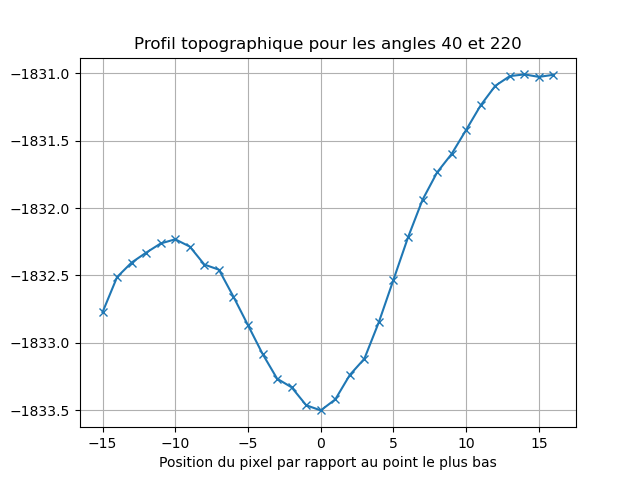 Profil topographique pour les angles 40 et 220
−1831.0
−1831.5
−1832.0
−1832.5
−1833.0
−1833.5
−15 −10 −5 0 5 10 15
Position du pixel par rapport au point le plus bas